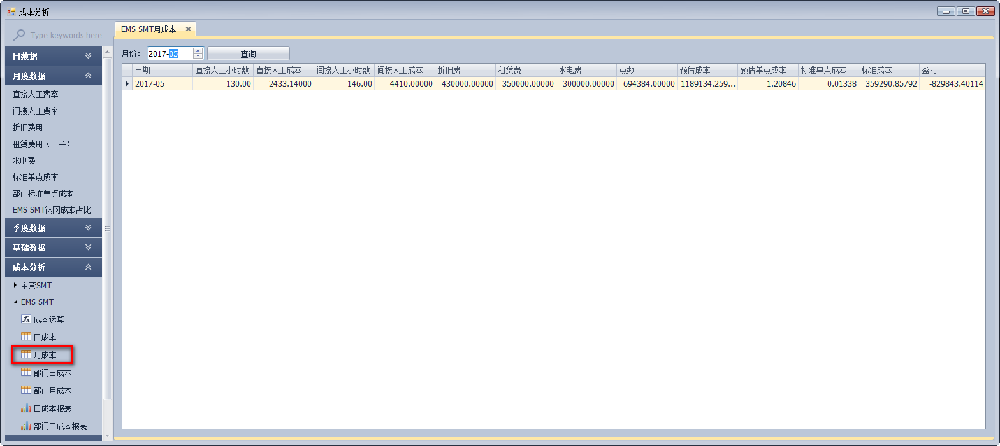 成本分析
Type keywords here
日数据
月度数据
直接人工费率
间接人工费率
折旧费用
租赁费用（一半）
水电费
标准单点成本
部门标准单点成本
EMS SMT钢网成本占比
季度数据
基础数据
成本分析
主营SMT
EMS SMT
成本运算
日成本
月成本
部门日成本
部门月成本
日成本报表
部门日成本报表
EMS SMT月成本
月份： 2017-05 查询
日期 直接人工小时数 直接人工成本 间接人工小时数 间接人工成本 折旧费 租赁费 水电费 点数 预估成本 预估单点成本 标准单点成本 标准成本 盈亏
2017-05 130.00 2433.14000 146.00 4410.00000 430000.00000 350000.00000 300000.00000 694384.00000 1189134.259... 1.20846 0.01338 359290.85792 -829843.40114